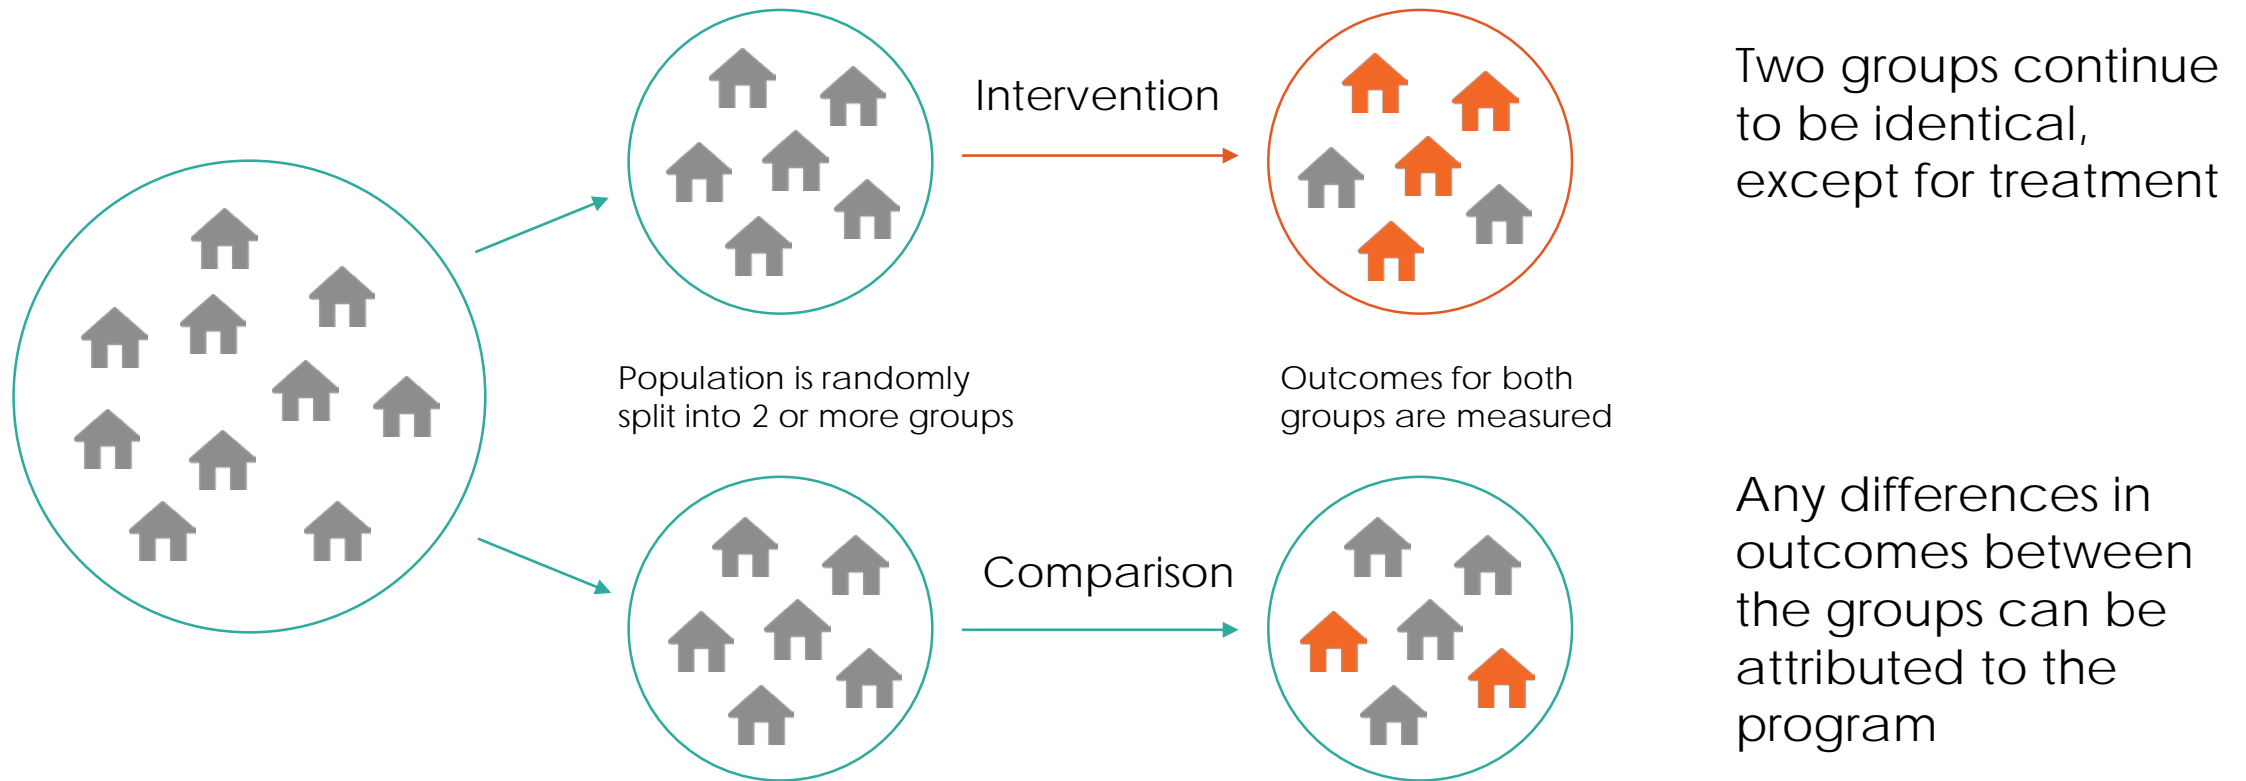 Intervention
Two groups continue
to be identical,
except for treatment
Population is randomly
split into 2 or more groups
Outcomes for both
groups are measured
Comparison
Any differences in
outcomes between
the groups can be
attributed to the
program